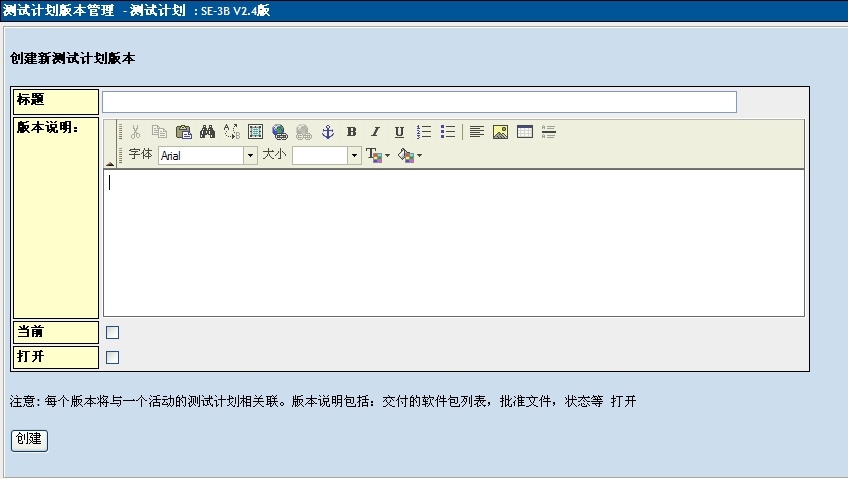 测试计划版本管理 - 测试计划 : SE-3B V2.4版
创建新测试计划版本
标题
版本说明:
B I U
字体 Arial 大小
当前
打开
注意: 每个版本将与一个活动的测试计划相关联。版本说明包括: 交付的软件包列表, 批准文件, 状态等 打开
创建